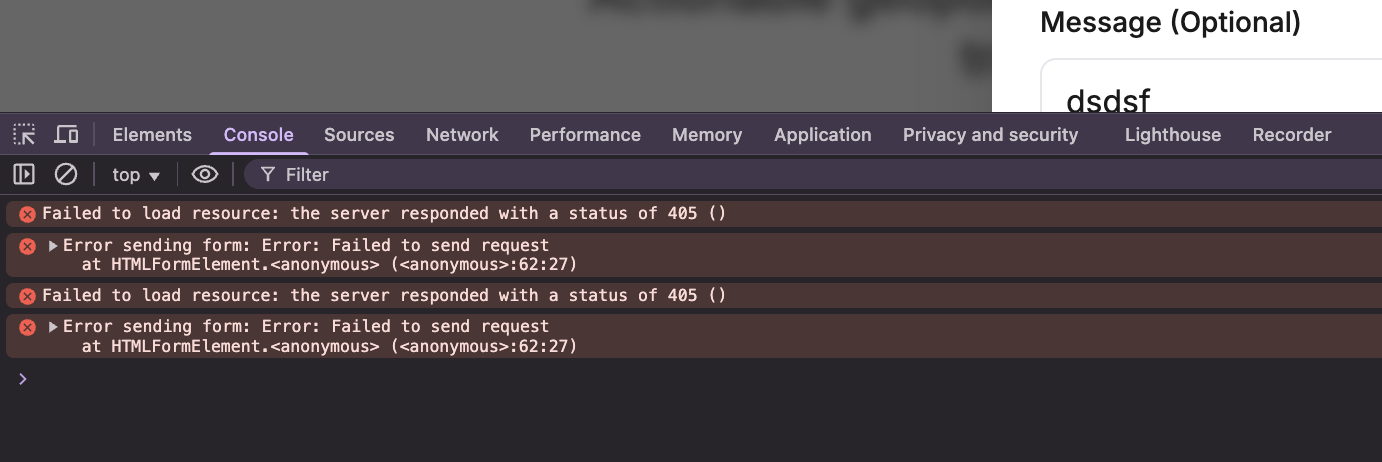 Message (Optional)
dsdsf
Elements Console Sources Network Performance Memory Application Privacy and security Lighthouse Recorder
top Filter
Failed to load resource: the server responded with a status of 405 ()
Error sending form: Error: Failed to send request
at HTMLFormElement.<anonymous> (<anonymous>:62:27)
Failed to load resource: the server responded with a status of 405 ()
Error sending form: Error: Failed to send request
at HTMLFormElement.<anonymous> (<anonymous>:62:27)